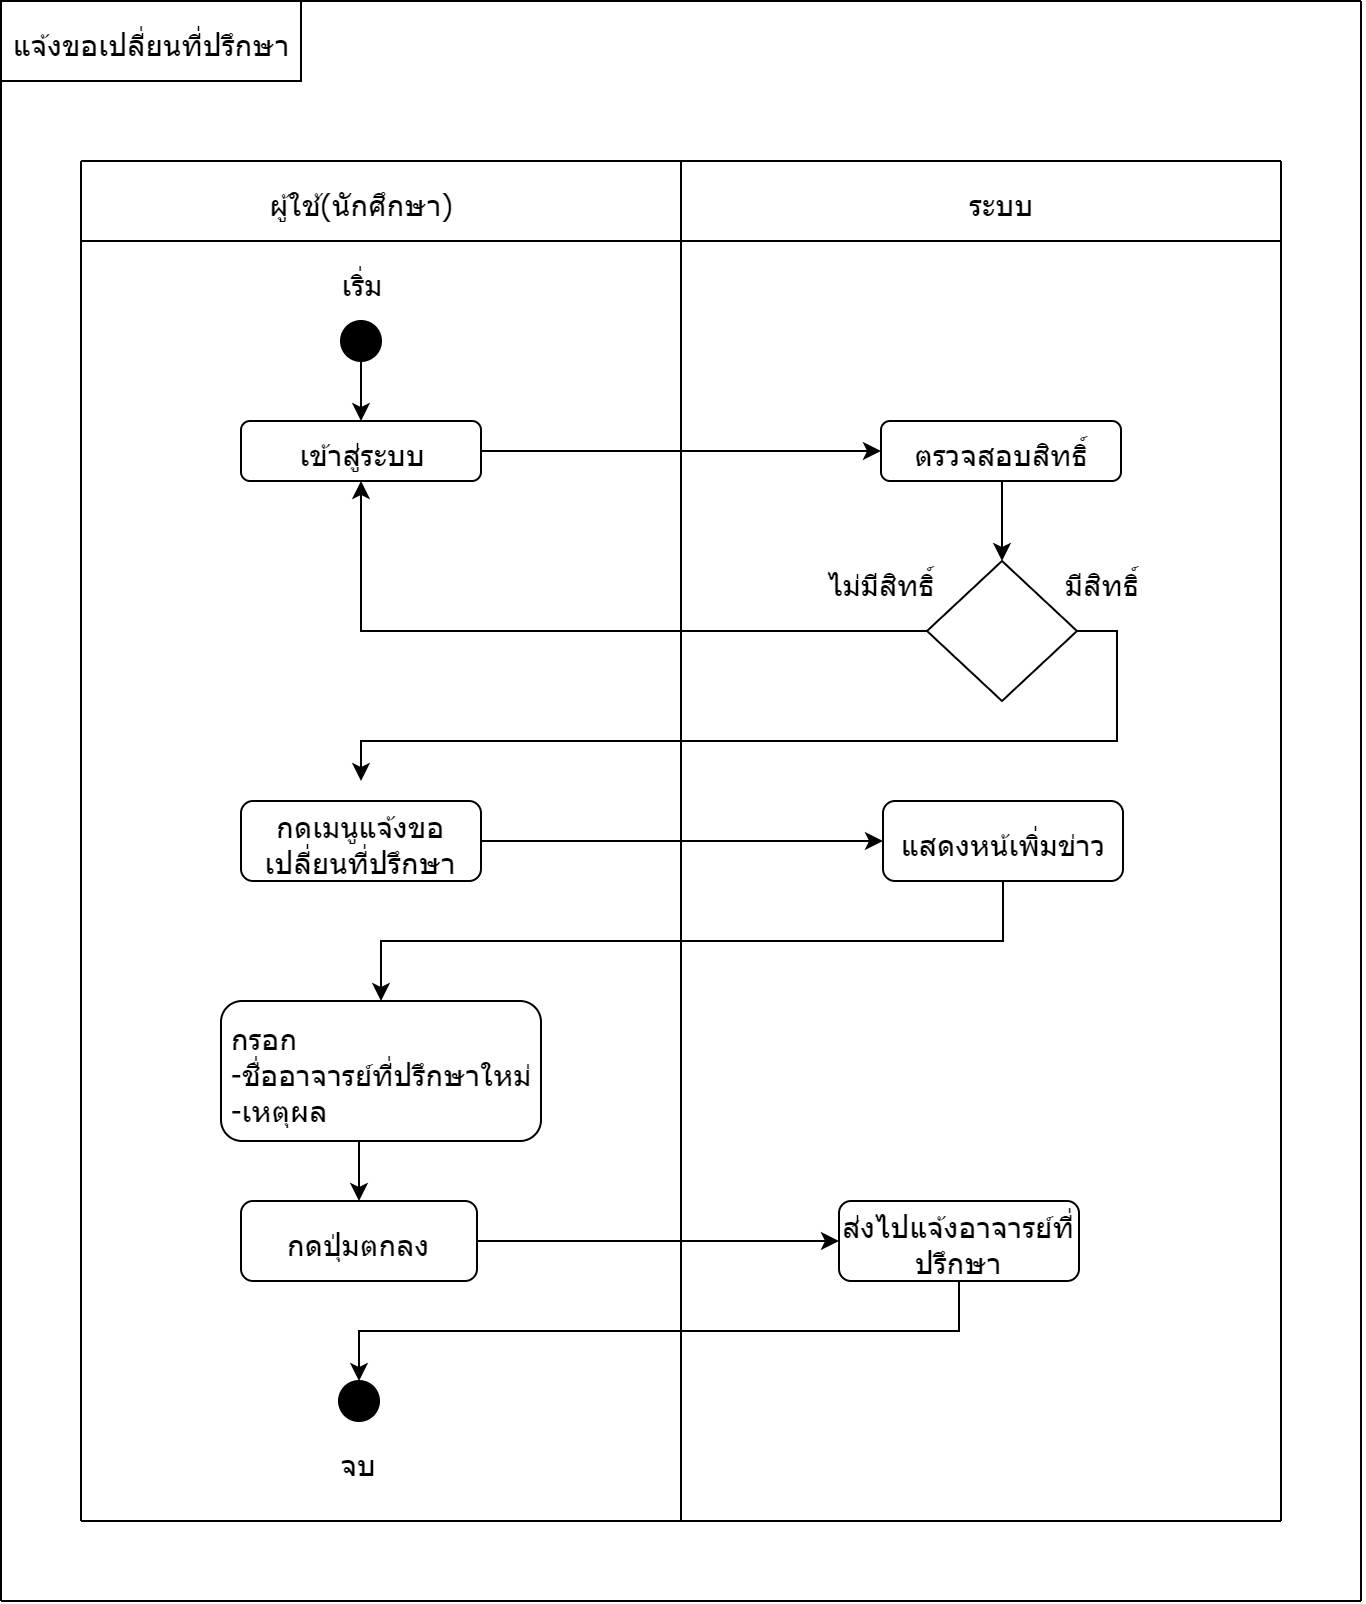 แจ้งขอเปลี่ยนที่ปรึกษา
ผู้ใช้(นักศึกษา)
ระบบ
เริ่ม
เข้าสู่ระบบ
ตรวจสอบสิทธิ์
ไม่มีสิทธิ์
มีสิทธิ์
กดเมนูแจ้งขอ
เปลี่ยนที่ปรึกษา
แสดงหน้เพิ่มข่าว
กรอก
-ชื่ออาจารย์ที่ปรึกษาใหม่
-เหตุผล
กดปุ่มตกลง
ส่งไปแจ้งอาจารย์ที่
ปรึกษา
จบ